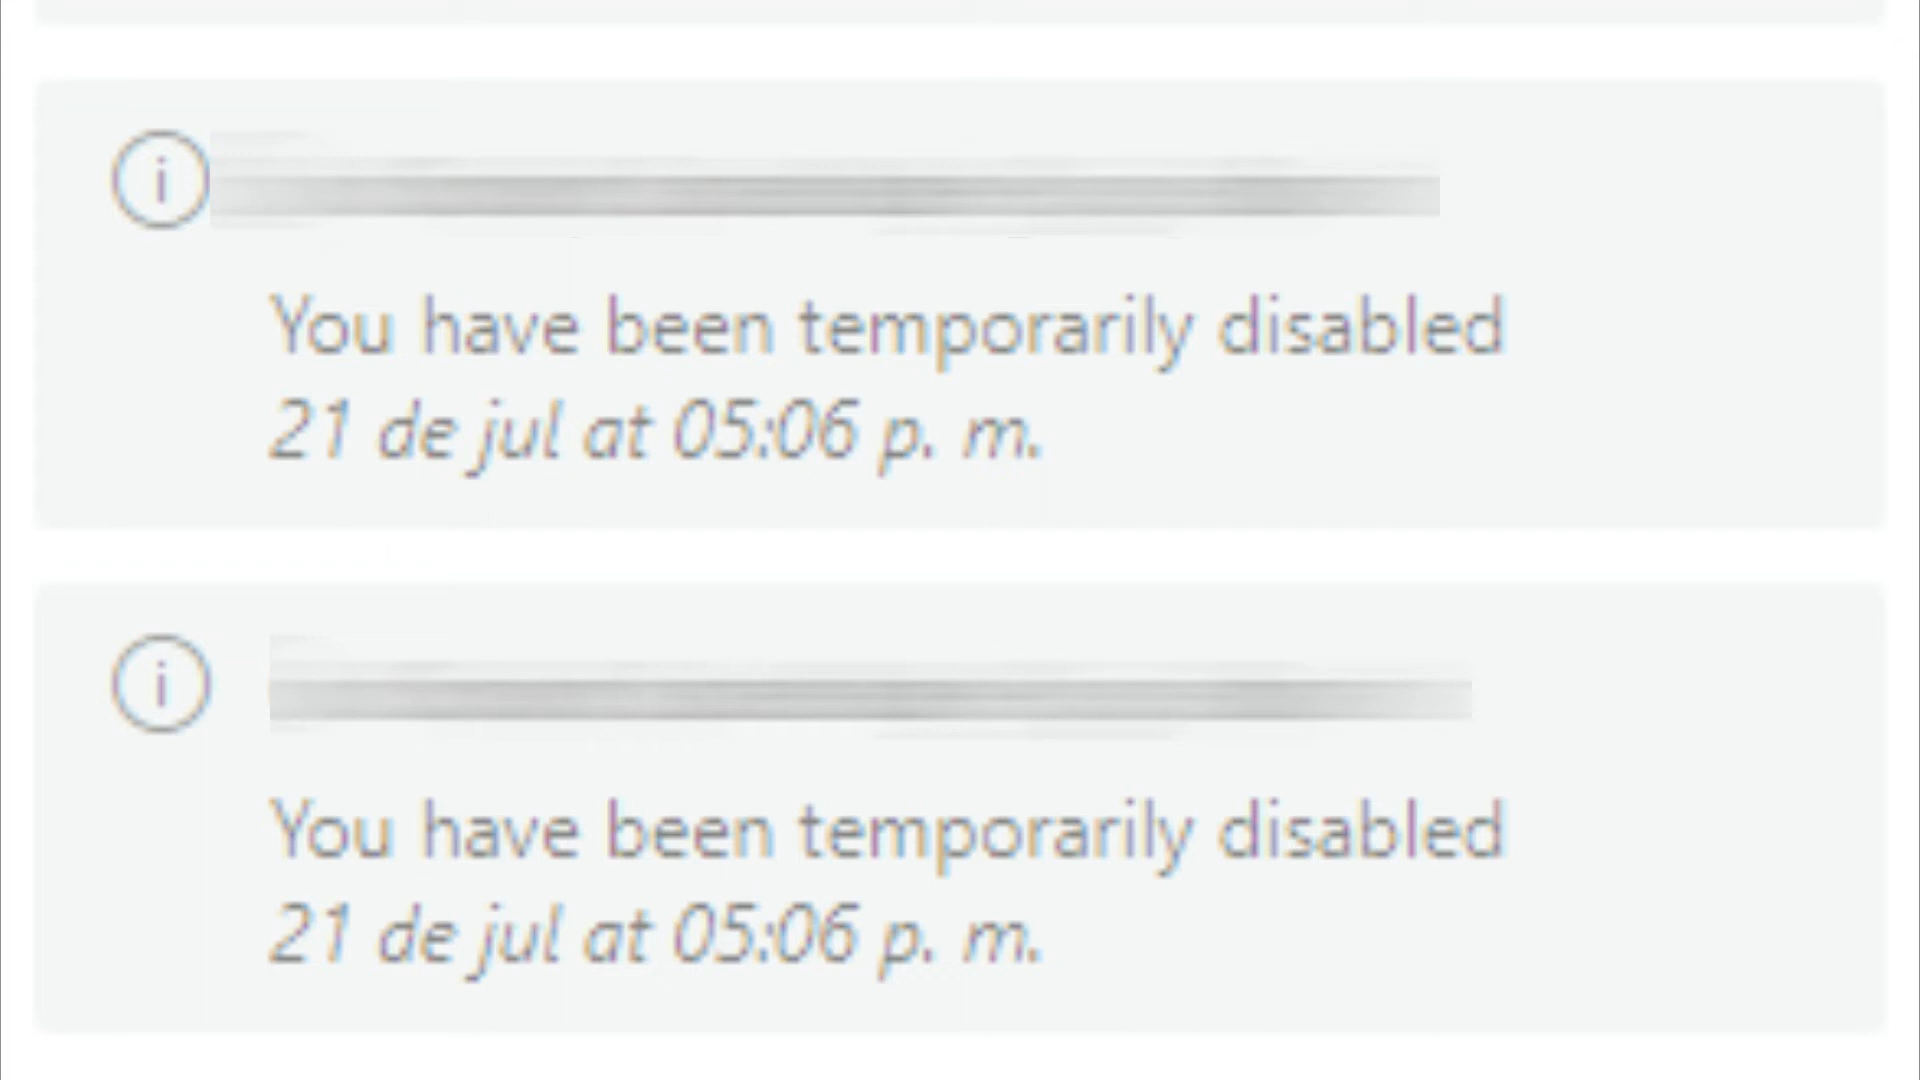 You have been temporarily disabled
21 de jul at 05:06 p. m.
You have been temporarily disabled
21 de jul at 05:06 p. m.